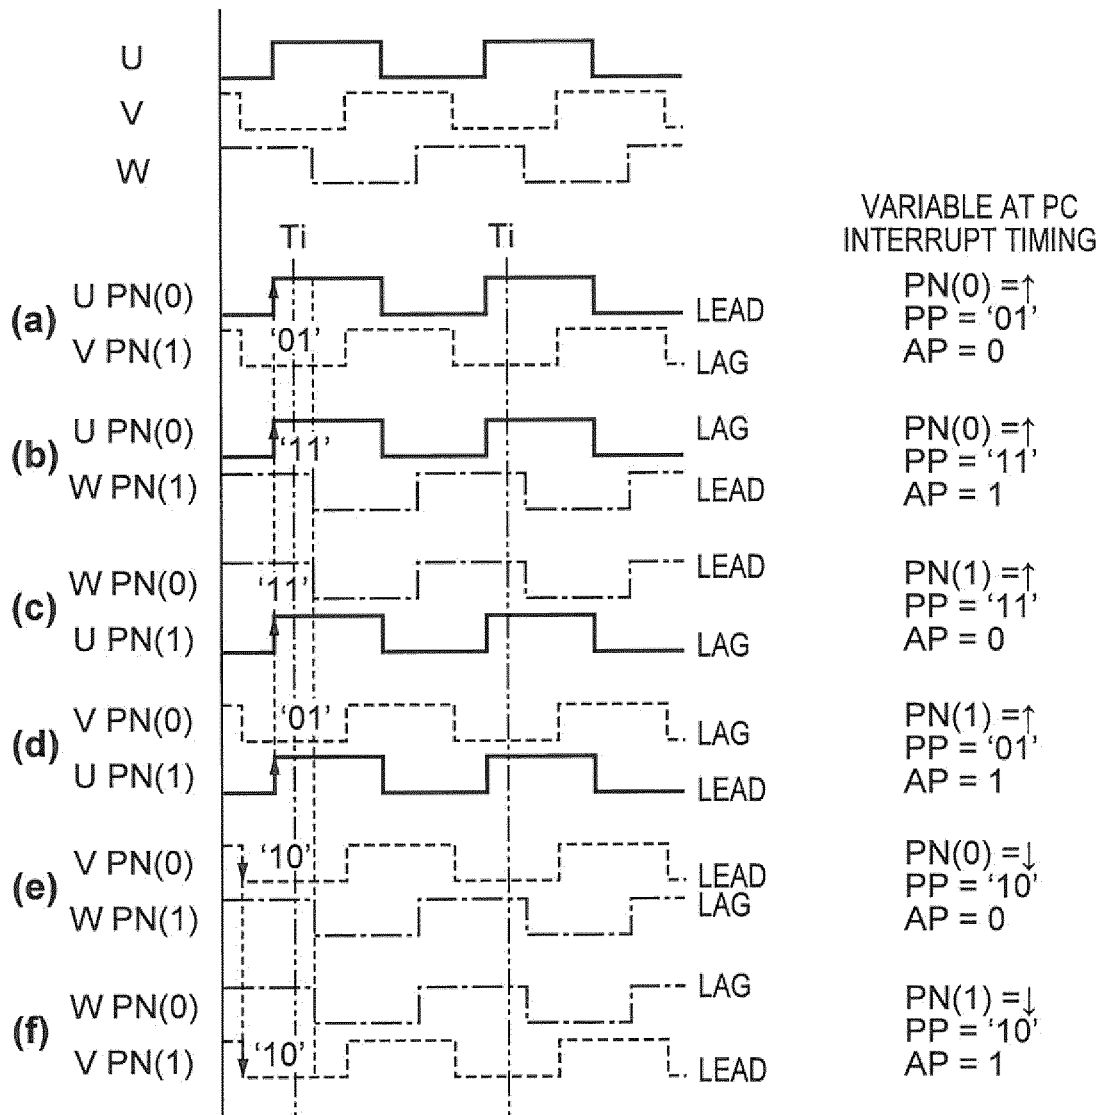 U
V
W
VARIABLE AT PC
INTERRUPT TIMING
Ti
Ti
(a)
U PN(0)
LEAD
V PN(1)
'01'
LAG
PN(0) =↑
PP = '01'
AP = 0
(b)
U PN(0)
LAG
'11'
W PN(1)
LEAD
PN(0) =↑
PP = '11'
AP = 1
(c)
W PN(0)
'11'
LEAD
U PN(1)
LAG
PN(1) =↑
PP = '11'
AP = 0
(d)
V PN(0)
'01'
LAG
U PN(1)
LEAD
PN(1) =↑
PP = '01'
AP = 1
(e)
V PN(0)
'10'
LEAD
W PN(1)
LAG
PN(0) =↓
PP = '10'
AP = 0
(f)
W PN(0)
LAG
V PN(1)
'10'
LEAD
PN(1) =↓
PP = '10'
AP = 1